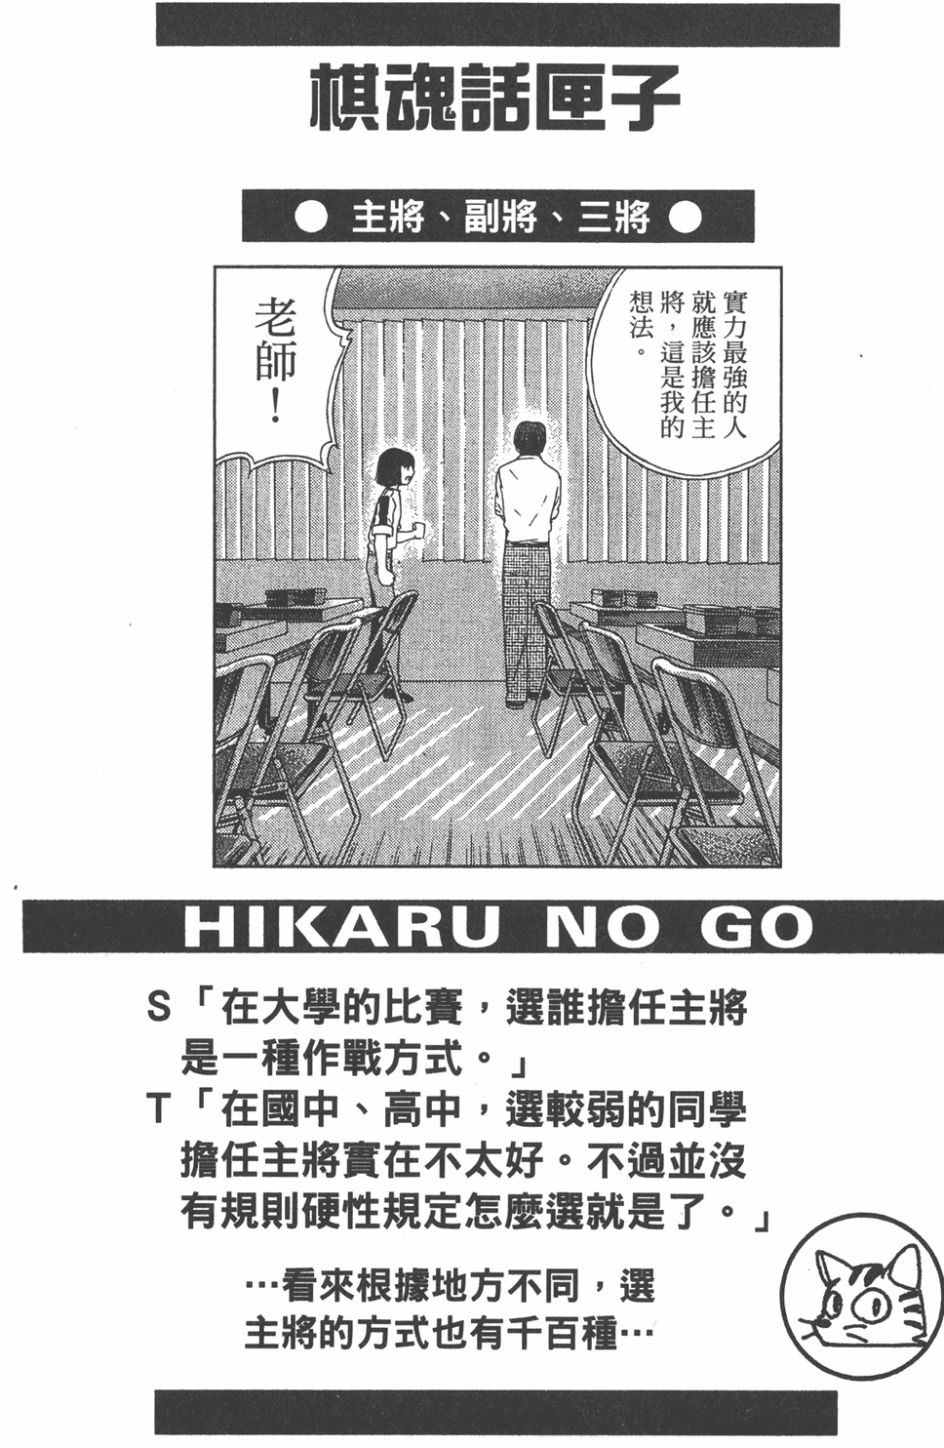 棋魂話匣子
● 主將、副將、三將 ●
實力最強的人
就應該擔任主
將，這是我的
想法。
老師！
HIKARU NO GO
S「在大學的比賽，選誰擔任主將
是一種作戰方式。」
T「在國中、高中，選較弱的同學
擔任主將實在不太好。不過並沒
有規則硬性規定怎麼選就是了。」
…看來根據地方不同，選
主將的方式也有千百種…